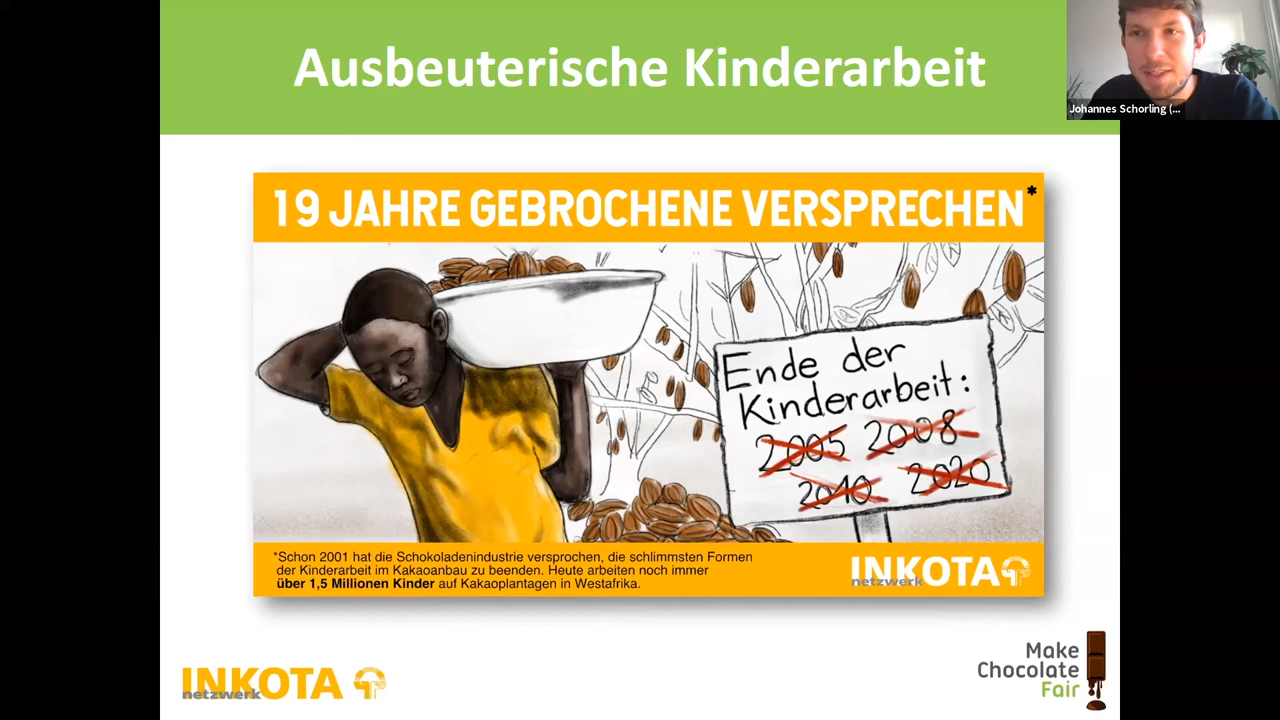 Ausbeuterische Kinderarbeit
Johannes Schorling (...
19 JAHRE GEBROCHENE VERSPRECHEN*
Ende der
Kinderarbeit:
2005 2008
2010 2020
*Schon 2001 hat die Schokoladenindustrie versprochen, die schlimmsten Formen
der Kinderarbeit im Kakaoanbau zu beenden. Heute arbeiten noch immer
über 1,5 Millionen Kinder auf Kakaoplantagen in Westafrika.
INKOTA
netzwerk
INKOTA
netzwerk
Make
Chocolate
Fair